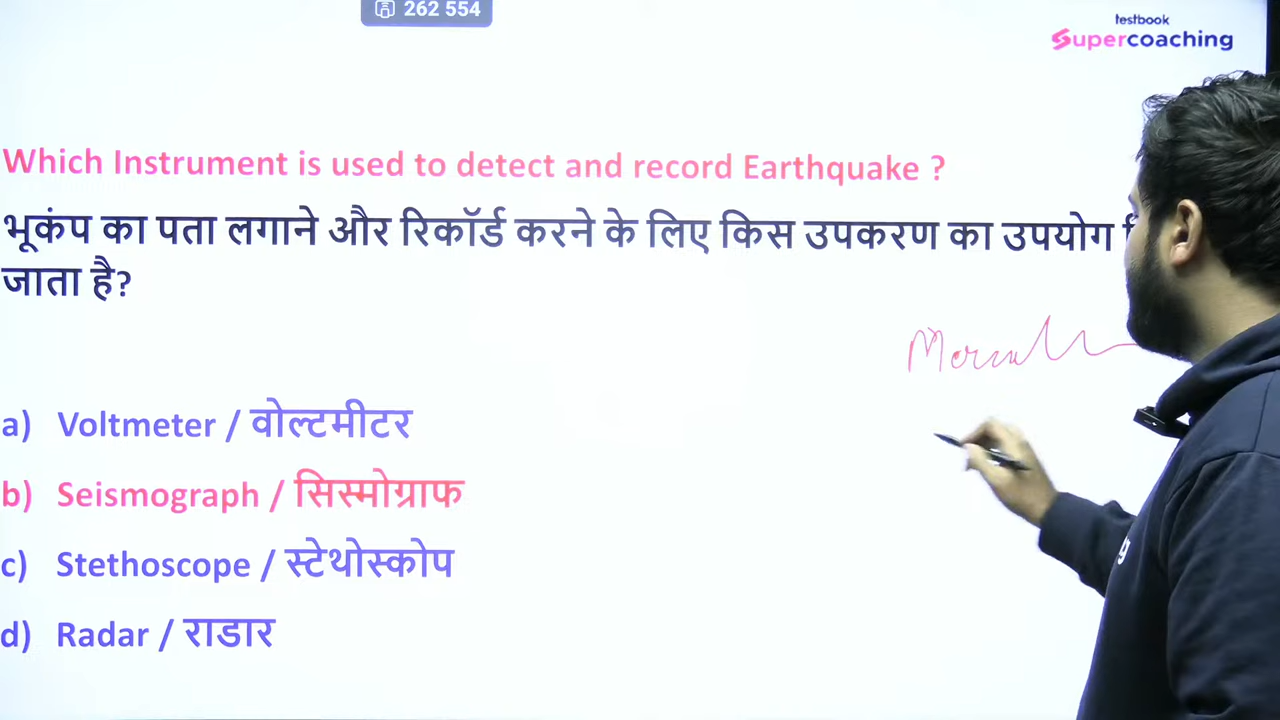 262 554
testbook
Supercoaching
Which Instrument is used to detect and record Earthquake ?
भूकंप का पता लगाने और रिकॉर्ड करने के लिए किस उपकरण का उपयोग
जाता है?
a) Voltmeter / वोल्टमीटर
b) Seismograph / सिस्मोग्राफ
c) Stethoscope / स्टेथोस्कोप
d) Radar / राडार